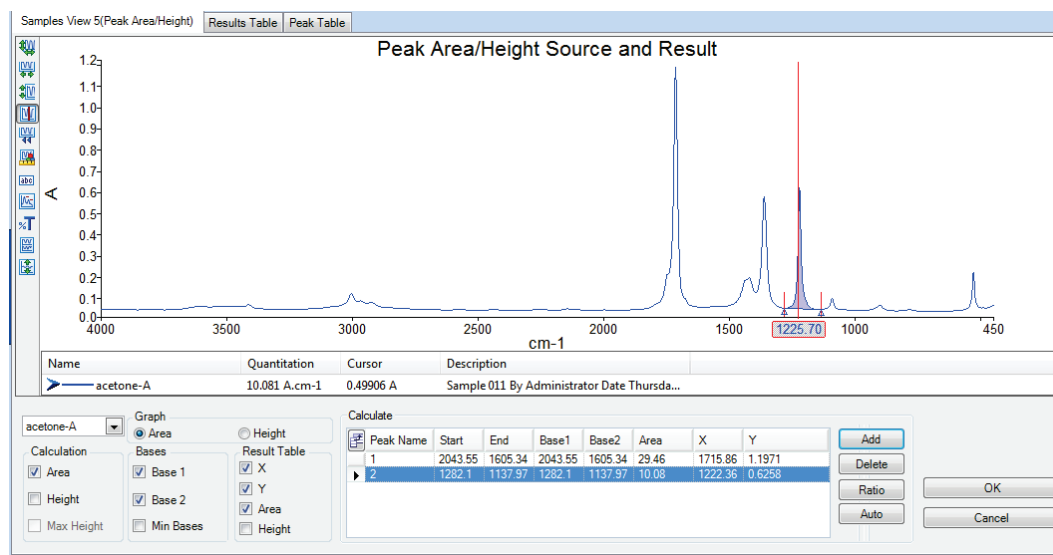 Samples View 5(Peak Area/Height) Results Table Peak Table
Peak Area/Height Source and Result
1.2
1.1
1.0
0.9
0.8
0.7
0.6
0.5
0.4
0.3
0.2
0.1
0.0
A
abc
%T
4000 3500 3000 2500 2000 1500 1000 450
1225.70
cm-1
Name Quantitation Cursor Description
acetone-A 10.081 A.cm-1 0.49906 A Sample 011 By Administrator Date Thursda...
acetone-A
Graph
Area Height
Calculation
Area
Height
Max Height
Bases
Base 1
Base 2
Min Bases
Result Table
X
Y
Area
Height
Calculate
Peak Name Start End Base1 Base2 Area X Y
1 2043.55 1605.34 2043.55 1605.34 29.46 1715.86 1.1971
2 1282.1 1137.97 1282.1 1137.97 10.08 1222.36 0.6258
Add
Delete
Ratio
Auto
OK
Cancel